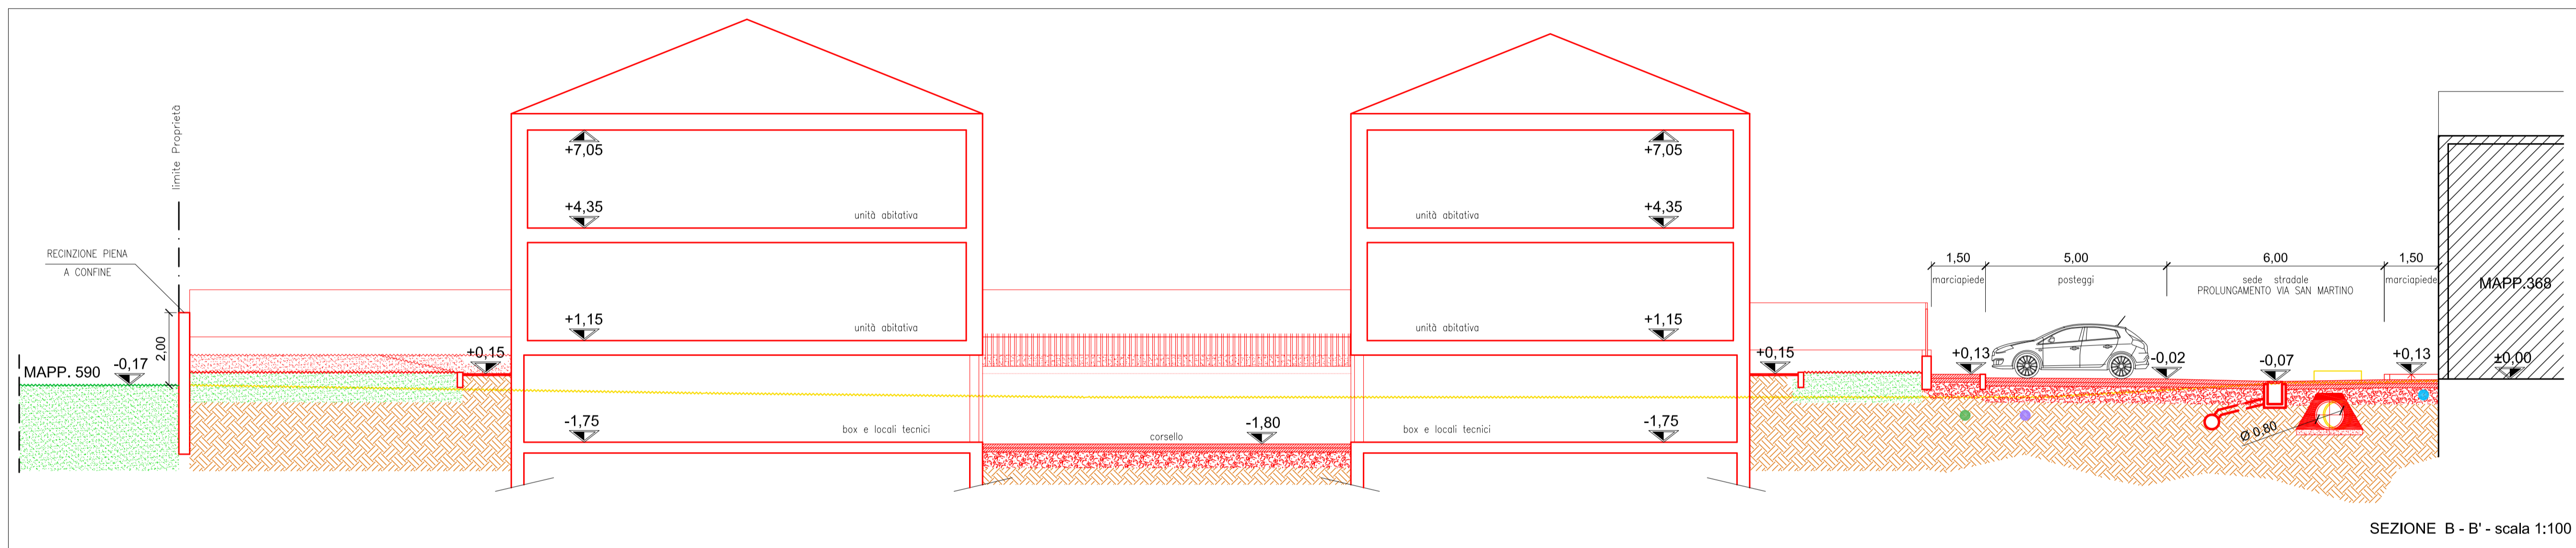 limite Proprietà
RECINZIONE PIENA
A CONFINE
2,00
MAPP. 590
-0,17
+0,15
+7,05
+4,35
unità abitativa
+1,15
unità abitativa
-1,75
box e locali tecnici
corsello
-1,80
+7,05
unità abitativa
+4,35
unità abitativa
+1,15
box e locali tecnici
-1,75
+0,15
1,50
marciapiede
5,00
posteggi
6,00
sede stradale
PROLUNGAMENTO VIA SAN MARTINO
1,50
marciapiede
MAPP.368
+0,13
-0,02
-0,07
+0,13
±0,00
Ø 0,80
SEZIONE B - B' - scala 1:100